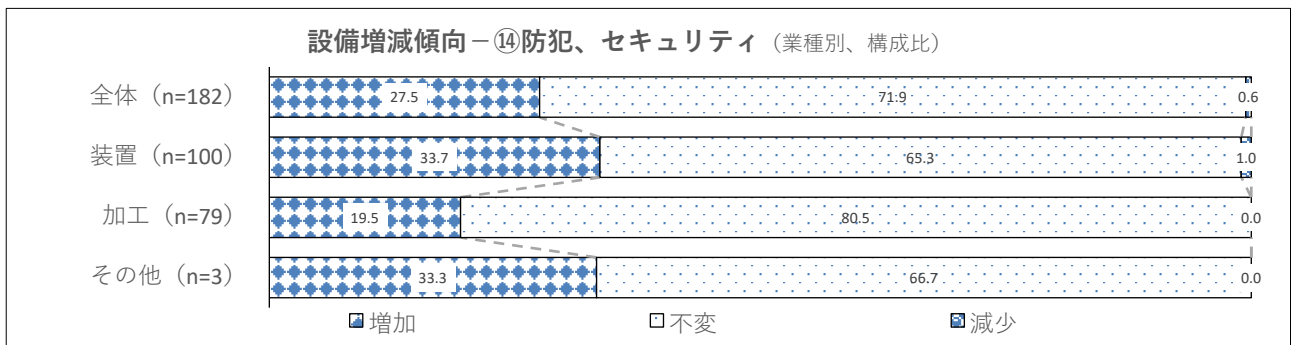 設備増減傾向－⑭防犯、セキュリティ（業種別、構成比）
全体（n=182） 27.5 71.9 0.6
装置（n=100） 33.7 65.3 1.0
加工（n=79） 19.5 80.5 0.0
その他（n=3） 33.3 66.7 0.0
増加 不変 減少